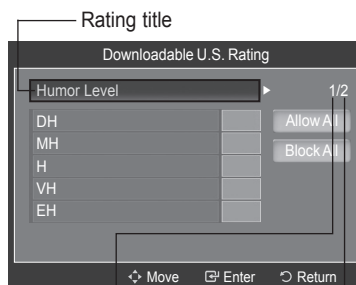 Rating title
Downloadable U.S. Rating
Humor Level 1/2
DH Allow All
MH Block All
H
VH
EH
Move Enter Return